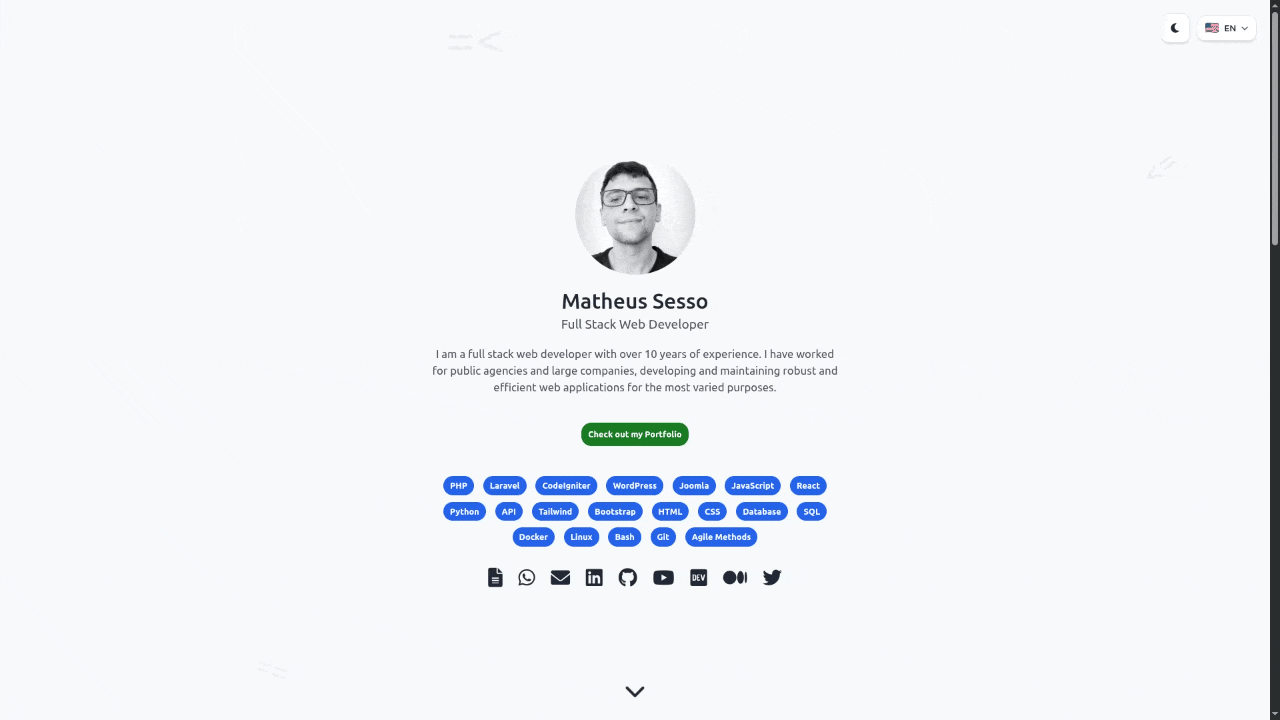 EN
Matheus Sesso
Full Stack Web Developer
I am a full stack web developer with over 10 years of experience. I have worked
for public agencies and large companies, developing and maintaining robust and
efficient web applications for the most varied purposes.
Check out my Portfolio
PHP Laravel CodeIgniter WordPress Joomla JavaScript React
Python API Tailwind Bootstrap HTML CSS Database SQL
Docker Linux Bash Git Agile Methods
DEV